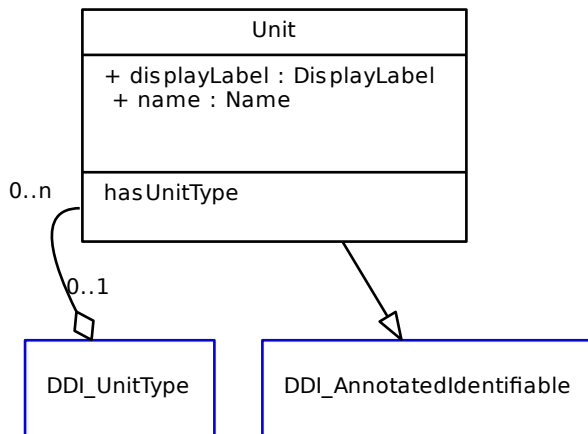 Unit
+ displayLabel : DisplayLabel
+ name : Name
0..n
hasUnitType
0..1
DDI_UnitType
DDI_AnnotatedIdentifiable